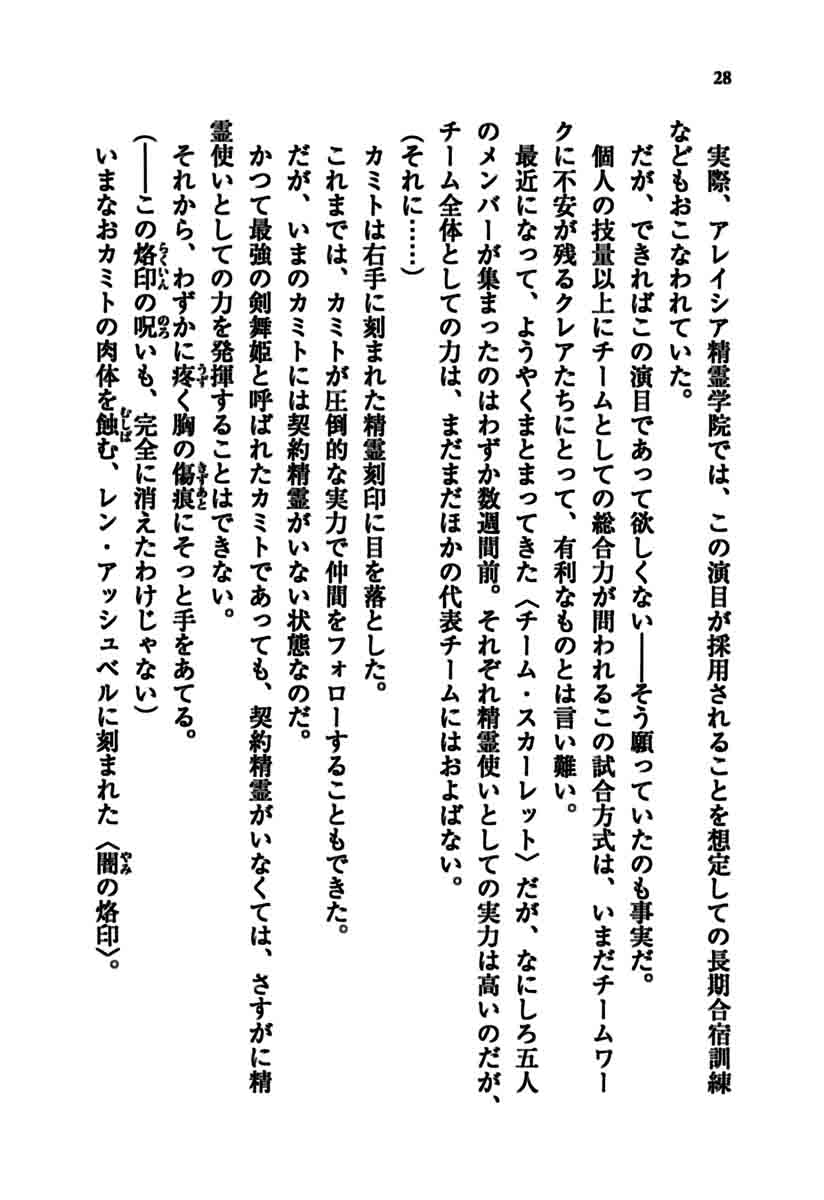 28
実際、アレイシア精霊学院では、この演目が採用されることを想定しての長期合宿訓練
などもおこなわれていた。
だが、できればこの演目であって欲しくない――そう願っていたのも事実だ。
個人の技量以上にチームとしての総合力が問われるこの試合方式は、いまだチームワー
クに不安が残るクレアたちにとって、有利なものとは言い難い。
最近になって、ようやくまとまってきた〈チーム・スカーレット〉だが、なにしろ五人
のメンバーが集まったのはわずか数週間前。それぞれ精霊使いとしての実力は高いのだが、
チーム全体としての力は、まだまだほかの代表チームにはおよばない。
(それに……)
カミトは右手に刻まれた精霊刻印に目を落とした。
これまでは、カミトが圧倒的な実力で仲間をフォローすることもできた。
だが、いまのカミトには契約精霊がいない状態なのだ。
かつて最強の剣舞姫と呼ばれたカミトであっても、契約精霊がいなくては、さすがに精
霊使いとしての力を発揮することはできない。
それから、わずかに疼く胸の傷痕にそっと手をあてる。
(――この烙印の呪いも、完全に消えたわけじゃない)
いまなおカミトの肉体を蝕む、レン・アッシュベルに刻まれた〈闇の烙印〉。